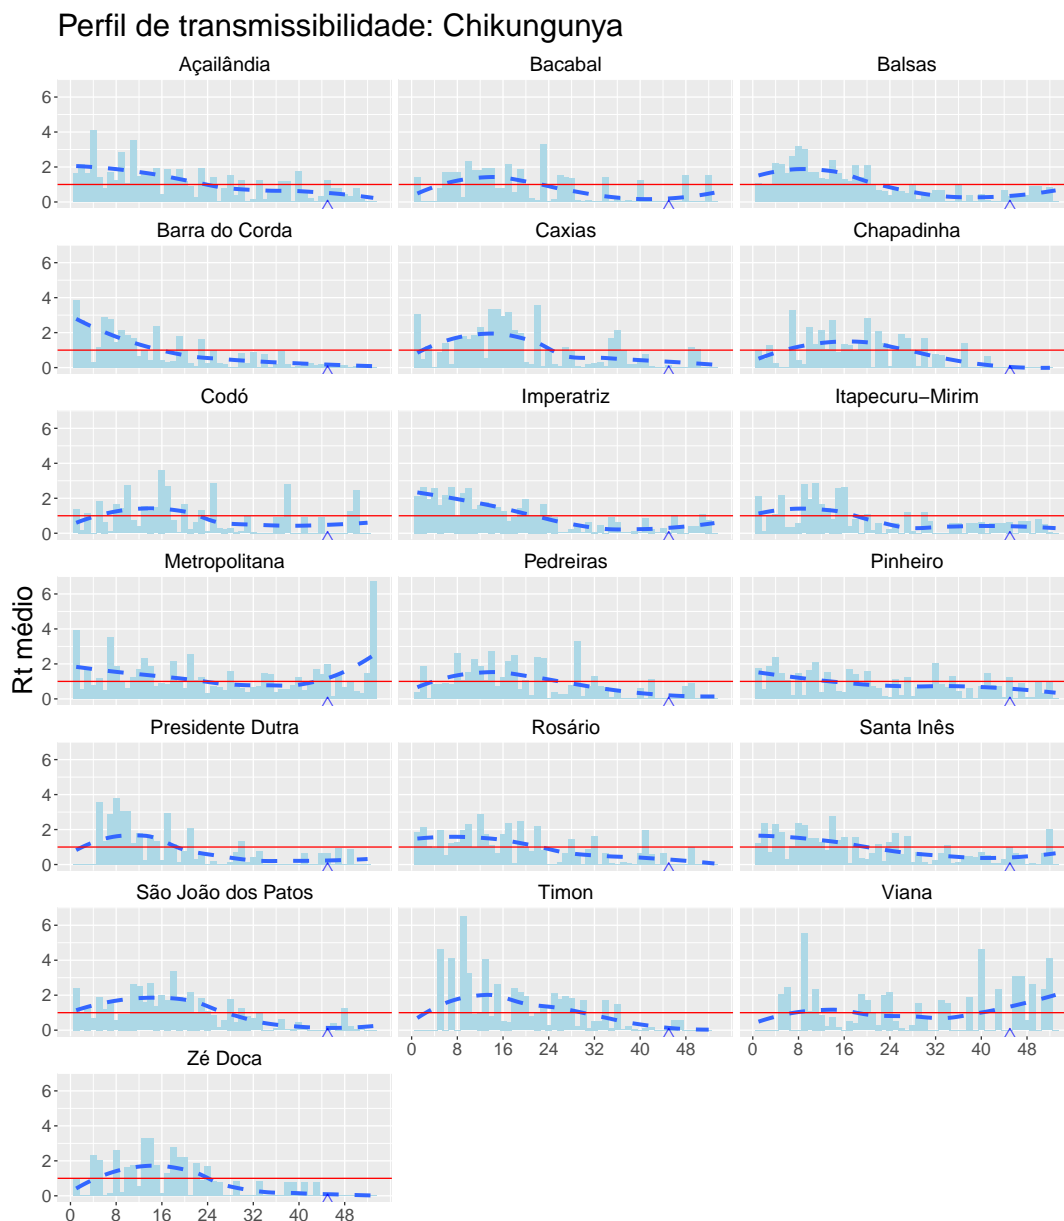 Perfil de transmissibilidade: Chikungunya
Açailândia Bacabal Balsas
6
4
2
0
Barra do Corda Caxias Chapadinha
6
4
2
0
Codó Imperatriz Itapecuru−Mirim
6
4
2
0
Metropolitana Pedreiras Pinheiro
6
4
2
0
Rt médio
Presidente Dutra Rosário Santa Inês
6
4
2
0
São João dos Patos Timon Viana
6
4
2
0
0 8 16 24 32 40 48 0 8 16 24 32 40 48
Zé Doca
6
4
2
0
0 8 16 24 32 40 48